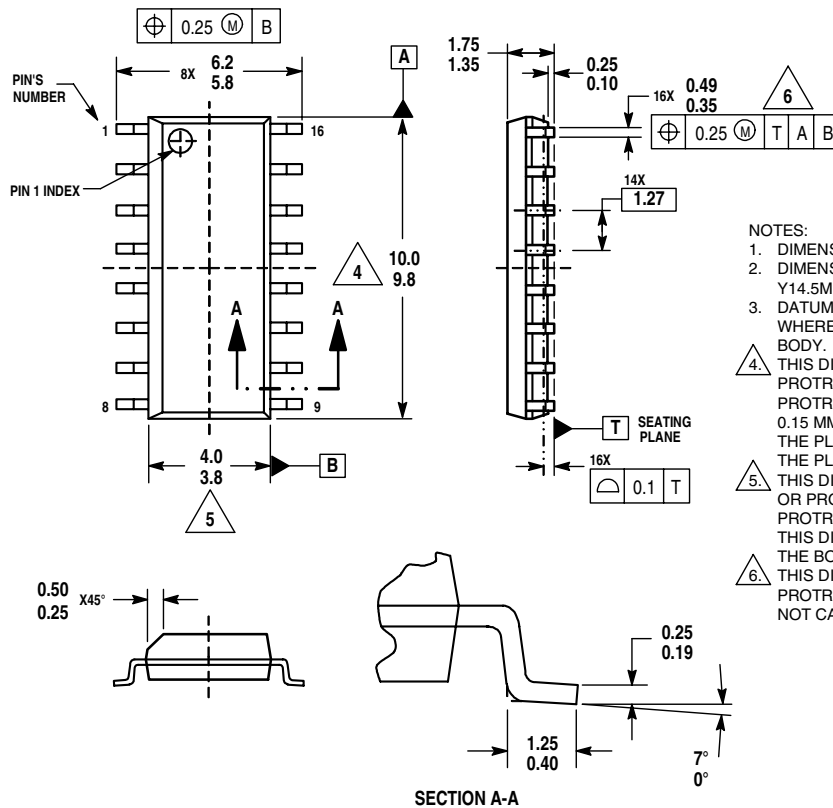 ⌖ 0.25 Ⓜ B
8X 6.2
5.8
PIN'S
NUMBER
1
16
PIN 1 INDEX
A
10.0
9.8
4
A A
8
9
4.0
3.8
B
5
1.75
1.35
0.25
0.10
16X 0.49
0.35
6
⌖ 0.25 Ⓜ T A B
14X
1.27
T SEATING
PLANE
16X
⌓ 0.1 T
NOTES:
1. DIMENS
2. DIMENS
Y14.5M
3. DATUM
WHERE
BODY.
4. THIS DI
PROTR
PROTR
0.15 MM
THE PL
THE PL
5. THIS DI
OR PRO
PROTR
THIS DI
THE BO
6. THIS DI
PROTR
NOT CA
0.50
0.25 X45°
0.25
0.19
1.25
0.40
7°
0°
SECTION A-A